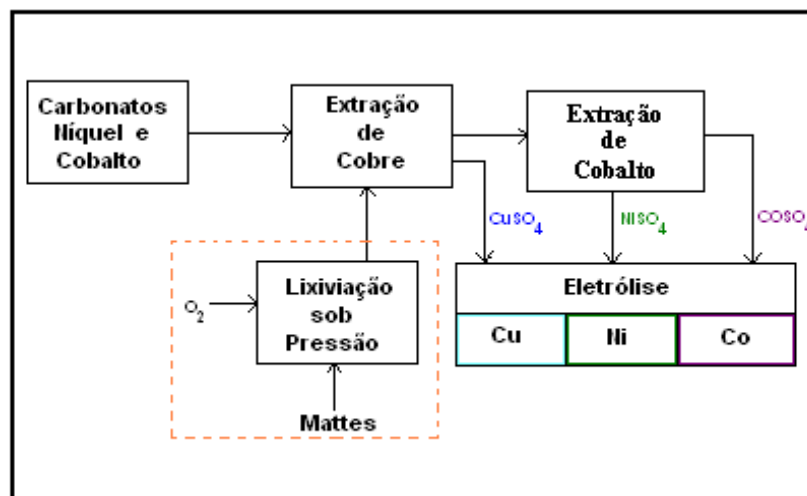 Carbonatos
Níquel e
Cobalto
Extração
de
Cobre
Extração
de
Cobalto
CuSO4
NISO4
COSO4
O2
Lixiviação
sob
Pressão
Mattes
Eletrólise
Cu
Ni
Co